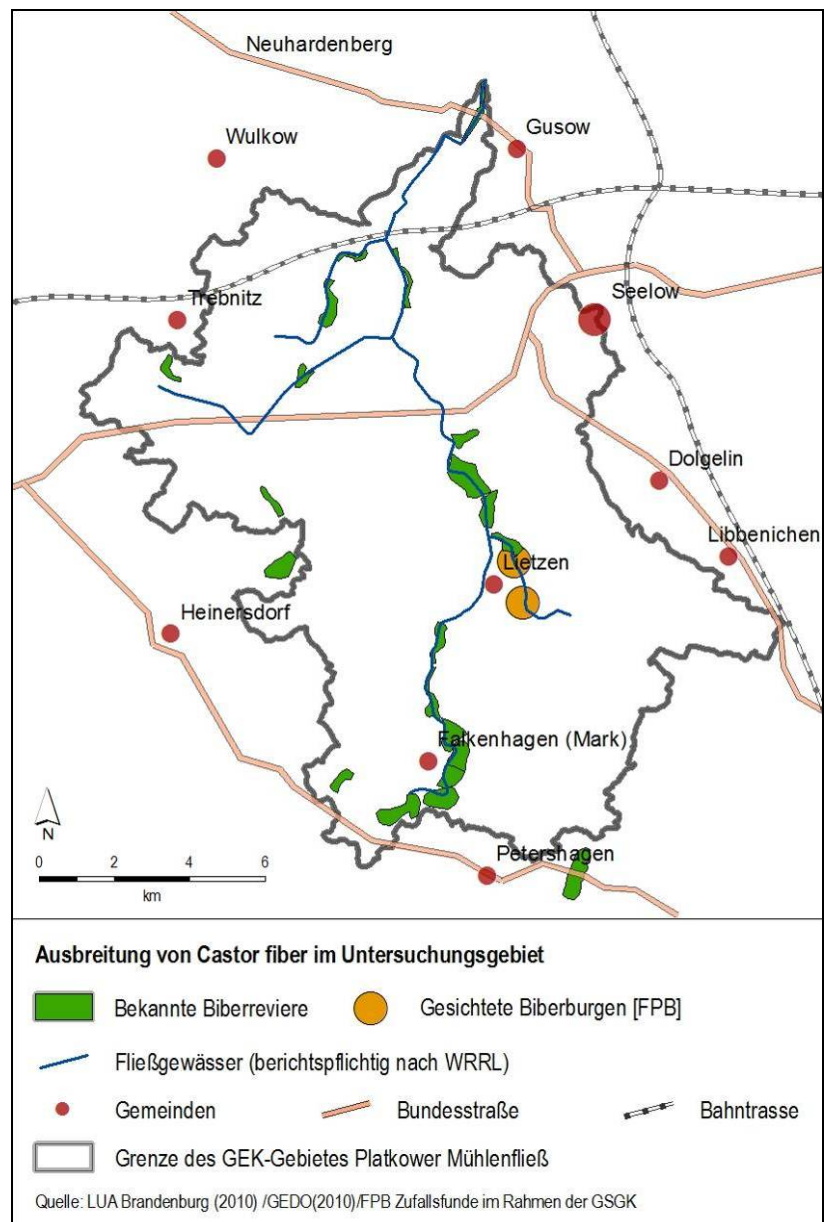 Neuhardenberg
Wulkow
Gusow
Trebnitz
Seelow
Dolgelin
Libbenichen
Lietzen
Heinersdorf
Falkenhagen (Mark)
N
Petershagen
0 2 4 6
km
Ausbreitung von Castor fiber im Untersuchungsgebiet
Bekannte Biberreviere
Gesichtete Biberburgen [FPB]
Fließgewässer (berichtspflichtig nach WRRL)
Gemeinden
Bundesstraße
Bahntrasse
Grenze des GEK-Gebietes Platkower Mühlenfließ
Quelle: LUA Brandenburg (2010) /GEDO(2010)/FPB Zufallsfunde im Rahmen der GSGK